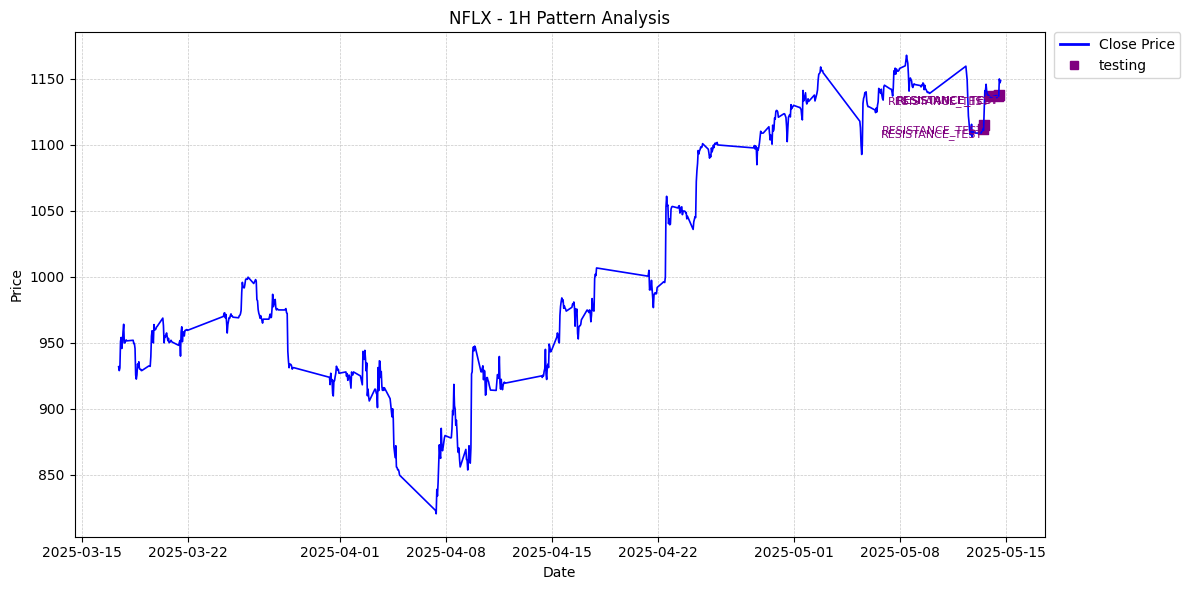 NFLX - 1H Pattern Analysis
Close Price
testing
Price
1150
1100
1050
1000
950
900
850
RESISTANCE_TEST
RESISTANCE_TEST
RESISTANCE_TEST
RESISTANCE_TEST
2025-03-15
2025-03-22
2025-04-01
2025-04-08
2025-04-15
2025-04-22
2025-05-01
2025-05-08
2025-05-15
Date